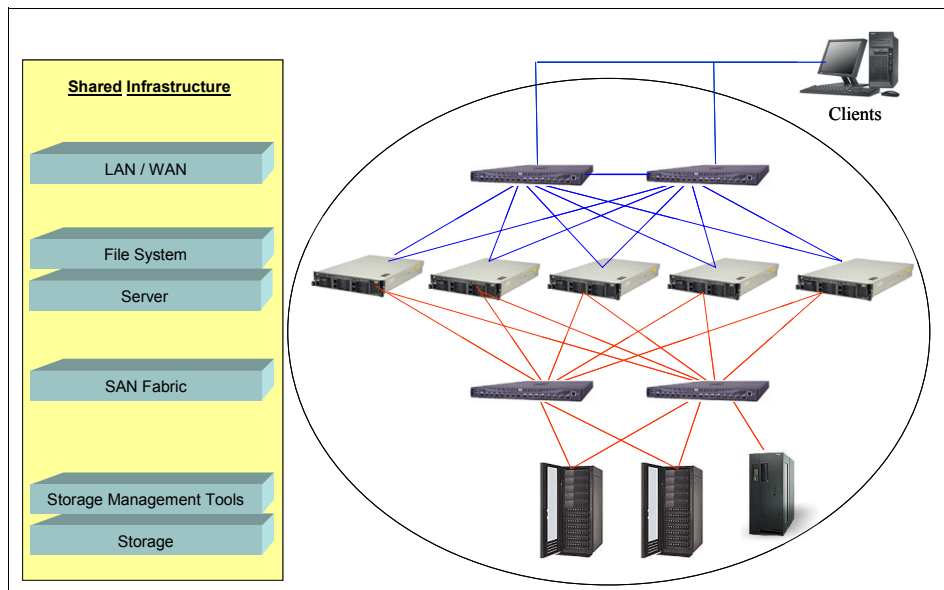 Shared Infrastructure
LAN / WAN
File System
Server
SAN Fabric
Storage Management Tools
Storage
Clients